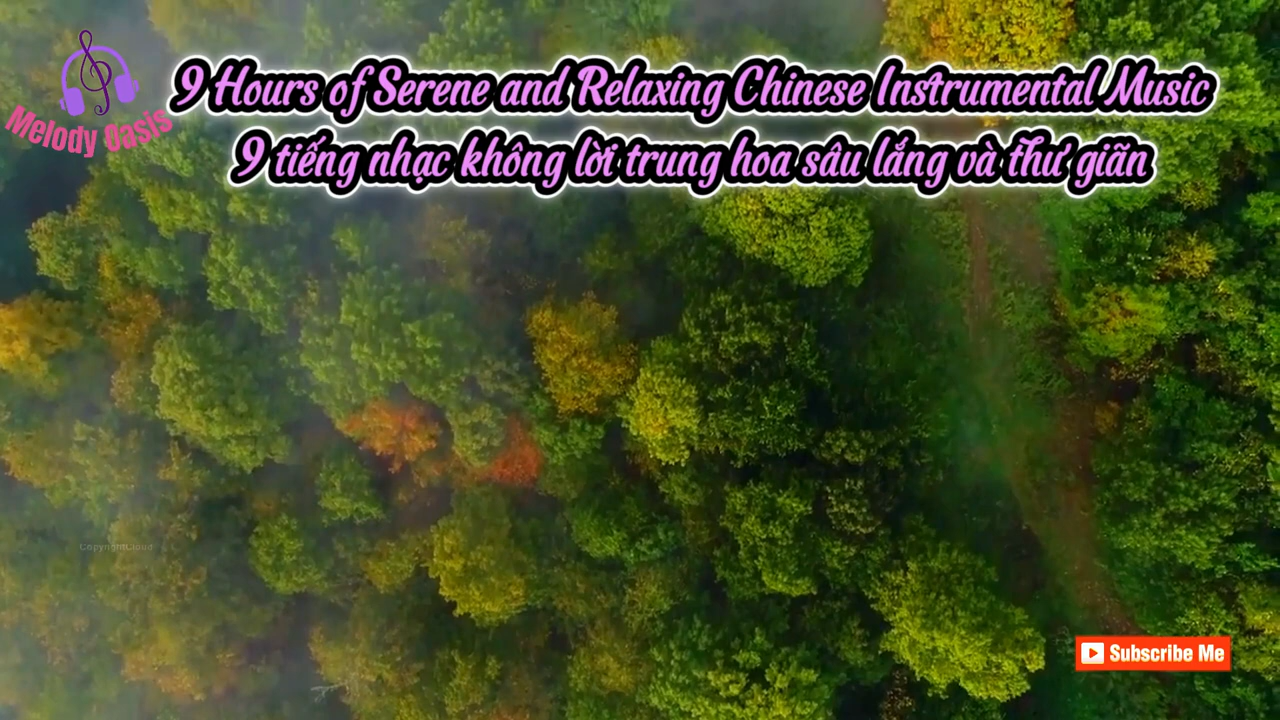 9 Hours of Serene and Relaxing Chinese Instrumental Music
9 tiếng nhạc không lời trung hoa sâu lắng và thư giãn
Melody Oasis
CopyrightCloud
Subscribe Me